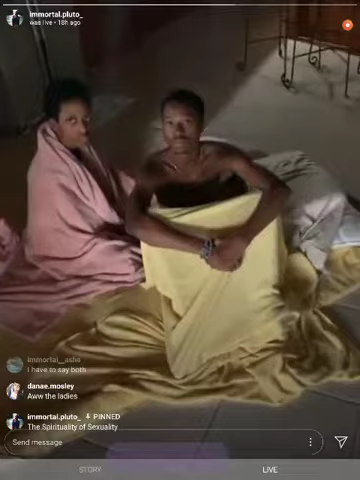 immortal.pluto_
was live • 18h ago
immortal__asha
I have to say both
danae.mosley
Aww the ladies
immortal.pluto_ PINNED
The Spirituality of Sexuality
Send message
STORY LIVE